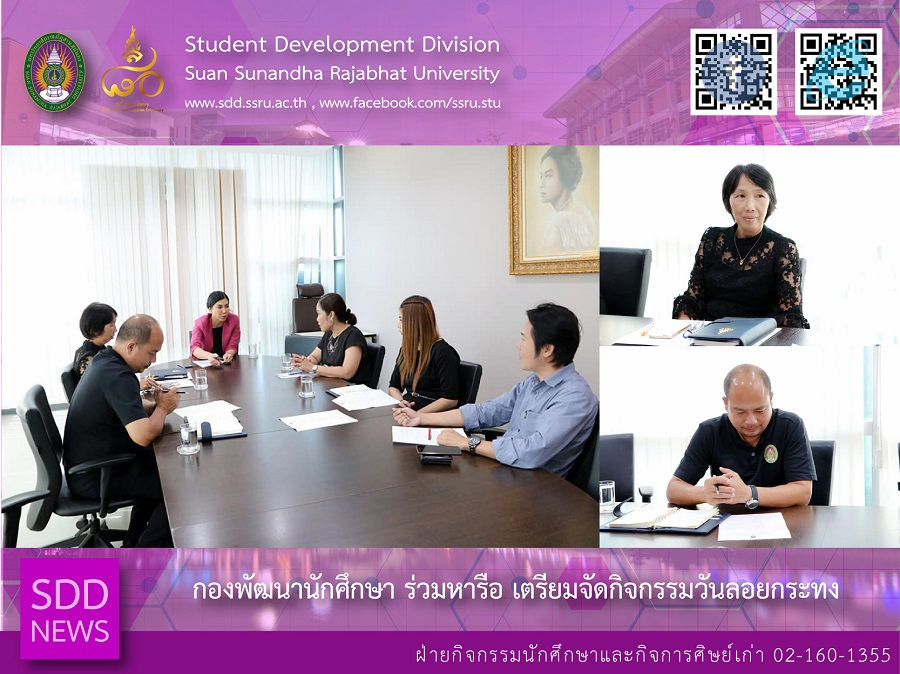 Student Development Division
Suan Sunandha Rajabhat University
www.sdd.ssru.ac.th , www.facebook.com/ssru.stu
SDD
NEWS
กองพัฒนานักศึกษา ร่วมหารือ เตรียมจัดกิจกรรมวันลอยกระทง
ฝ่ายกิจกรรมนักศึกษาและกิจการศิษย์เก่า 02-160-1355